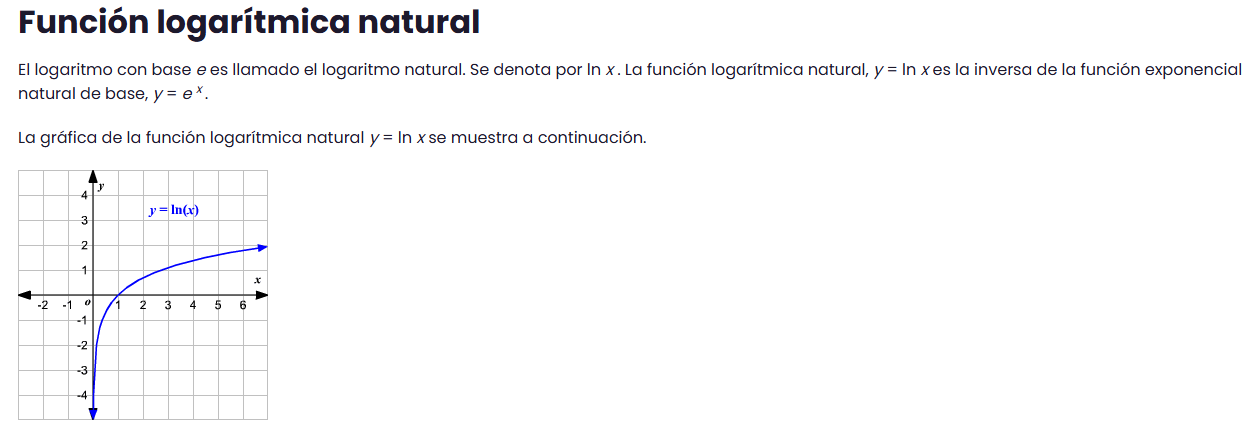 Función logarítmica natural
El logaritmo con base e es llamado el logaritmo natural. Se denota por ln x . La función logarítmica natural, y = ln x es la inversa de la función exponencial
natural de base, y = e ˣ .
La gráfica de la función logarítmica natural y = ln x se muestra a continuación.
y
4
y = ln(x)
3
2
1
x
-2 -1 o 1 2 3 4 5 6
-1
-2
-3
-4